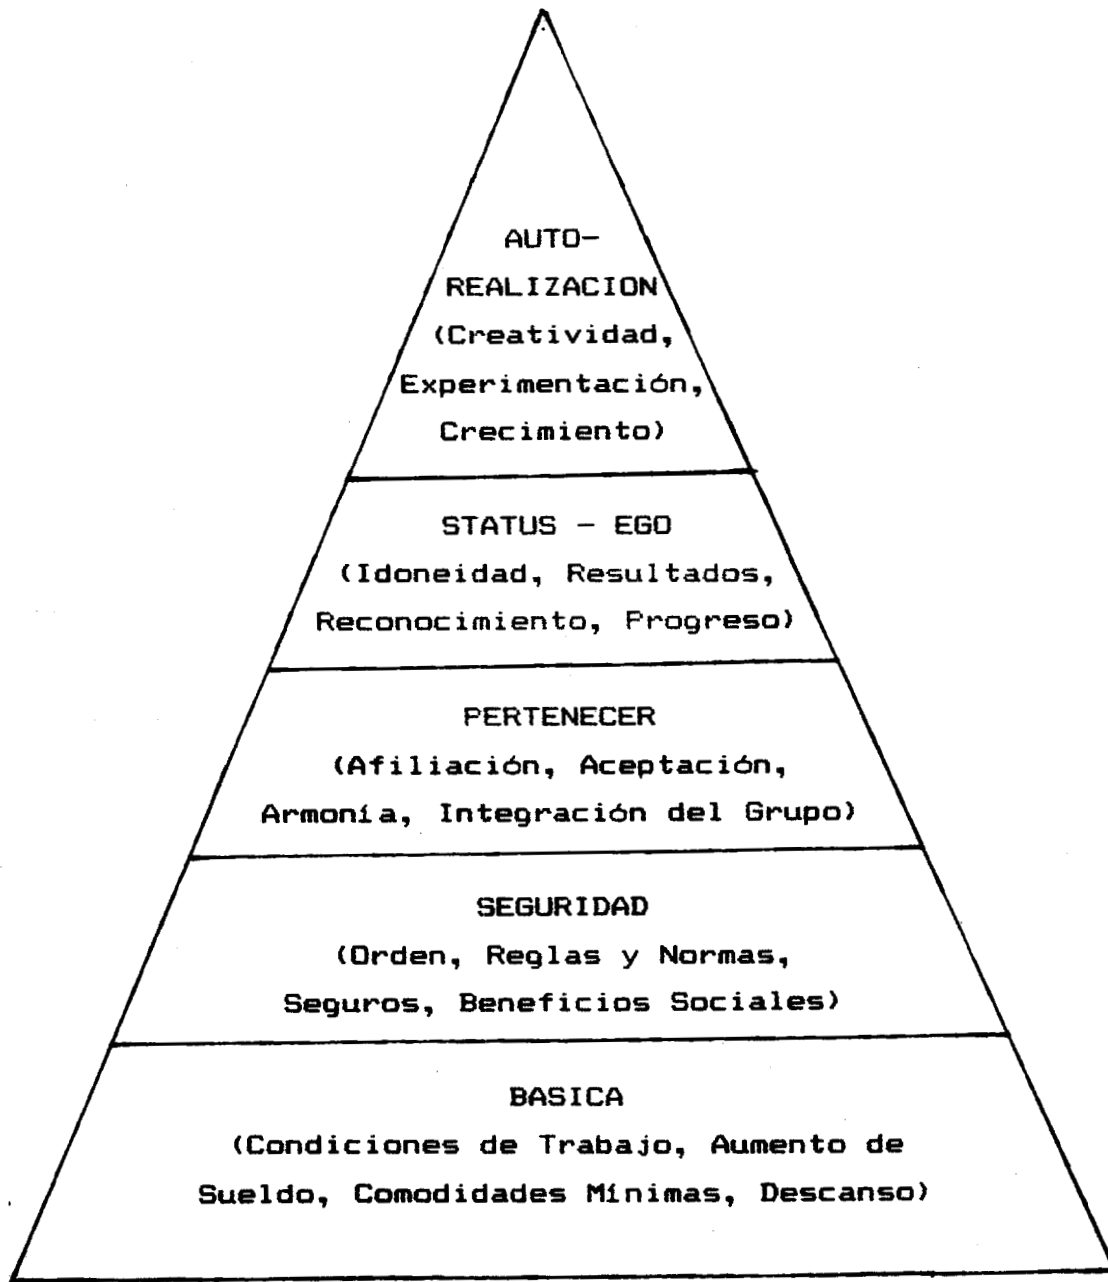 AUTO-
REALIZACION
(Creatividad,
Experimentación,
Crecimiento)
STATUS - EGO
(Idoneidad, Resultados,
Reconocimiento, Progreso)
PERTENECER
(Afiliación, Aceptación,
Armonía, Integración del Grupo)
SEGURIDAD
(Orden, Reglas y Normas,
Seguros, Beneficios Sociales)
BASICA
(Condiciones de Trabajo, Aumento de
Sueldo, Comodidades Mínimas, Descanso)